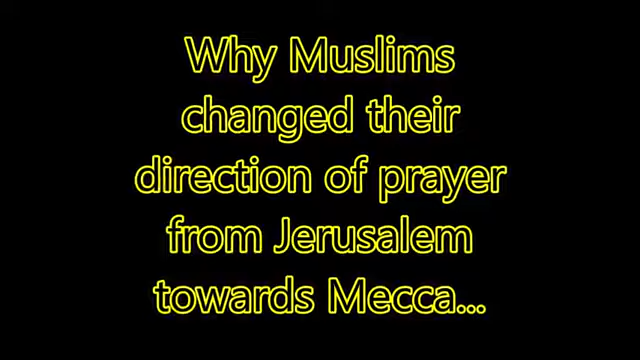 Why Muslims
changed their
direction of prayer
from Jerusalem
towards Mecca...